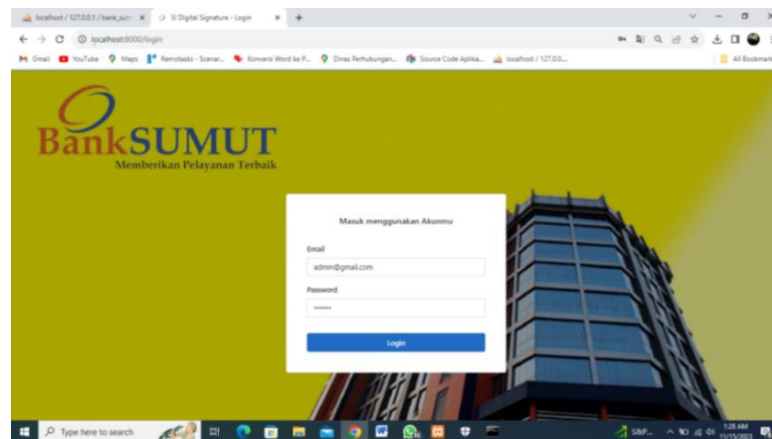 localhost / 127.0.0.1 / bank_sum
SI Digital Signature - Login
localhost:8000/login
Gmail
YouTube
Maps
Remotasks - Scenar...
Konversi Word ke P...
Dinas Perhubungan...
Source Code Aplika...
localhost / 127.0.0...
All Bookmark
BankSUMUT
Memberikan Pelayanan Terbaik
Masuk menggunakan Akunmu
Email
admin@gmail.com
Password
••••••
Login
Type here to search
S&P...
1:28 AM
11/15/2023